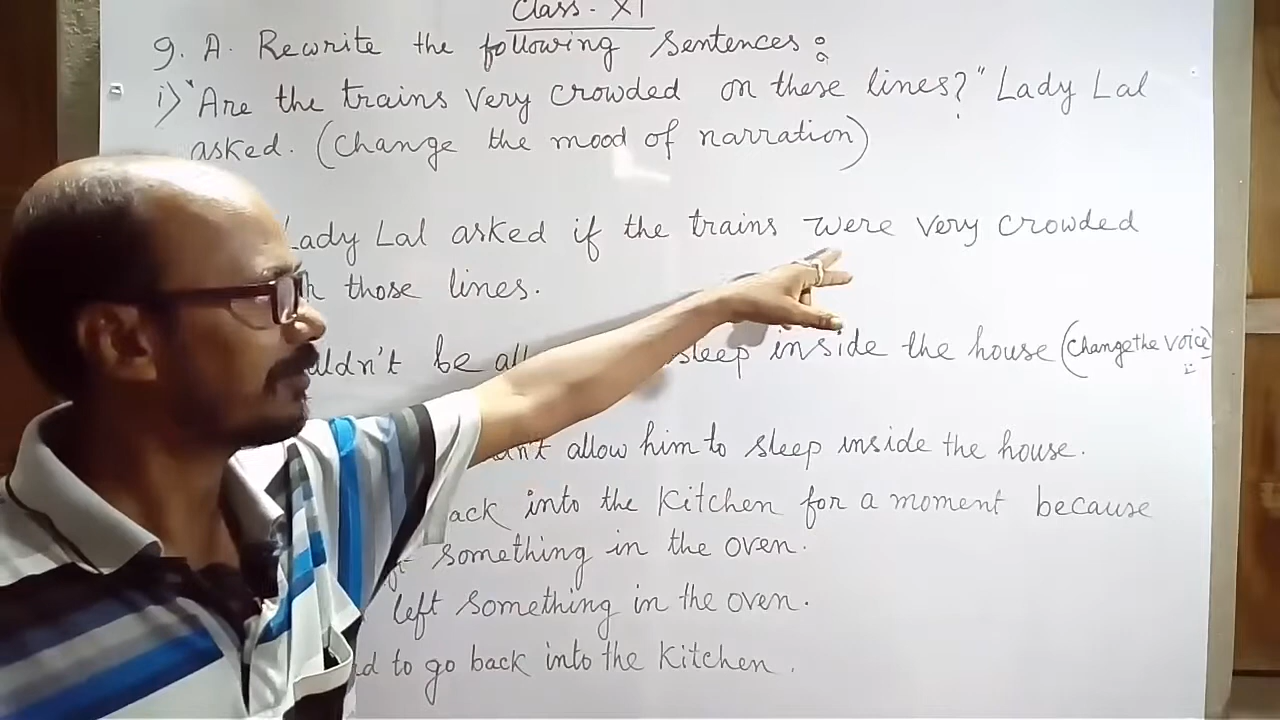 Class - XI
9. A. Rewrite the following sentences :
i) "Are the trains very crowded on these lines?" Lady Lal
asked. (Change the mood of narration)
Lady Lal asked if the trains were very crowded
those lines.
be sleep inside the house (Change the voice)
allow him to sleep inside the house.
into the Kitchen for a moment because
something in the oven.
left something in the oven.
to go back into the Kitchen.